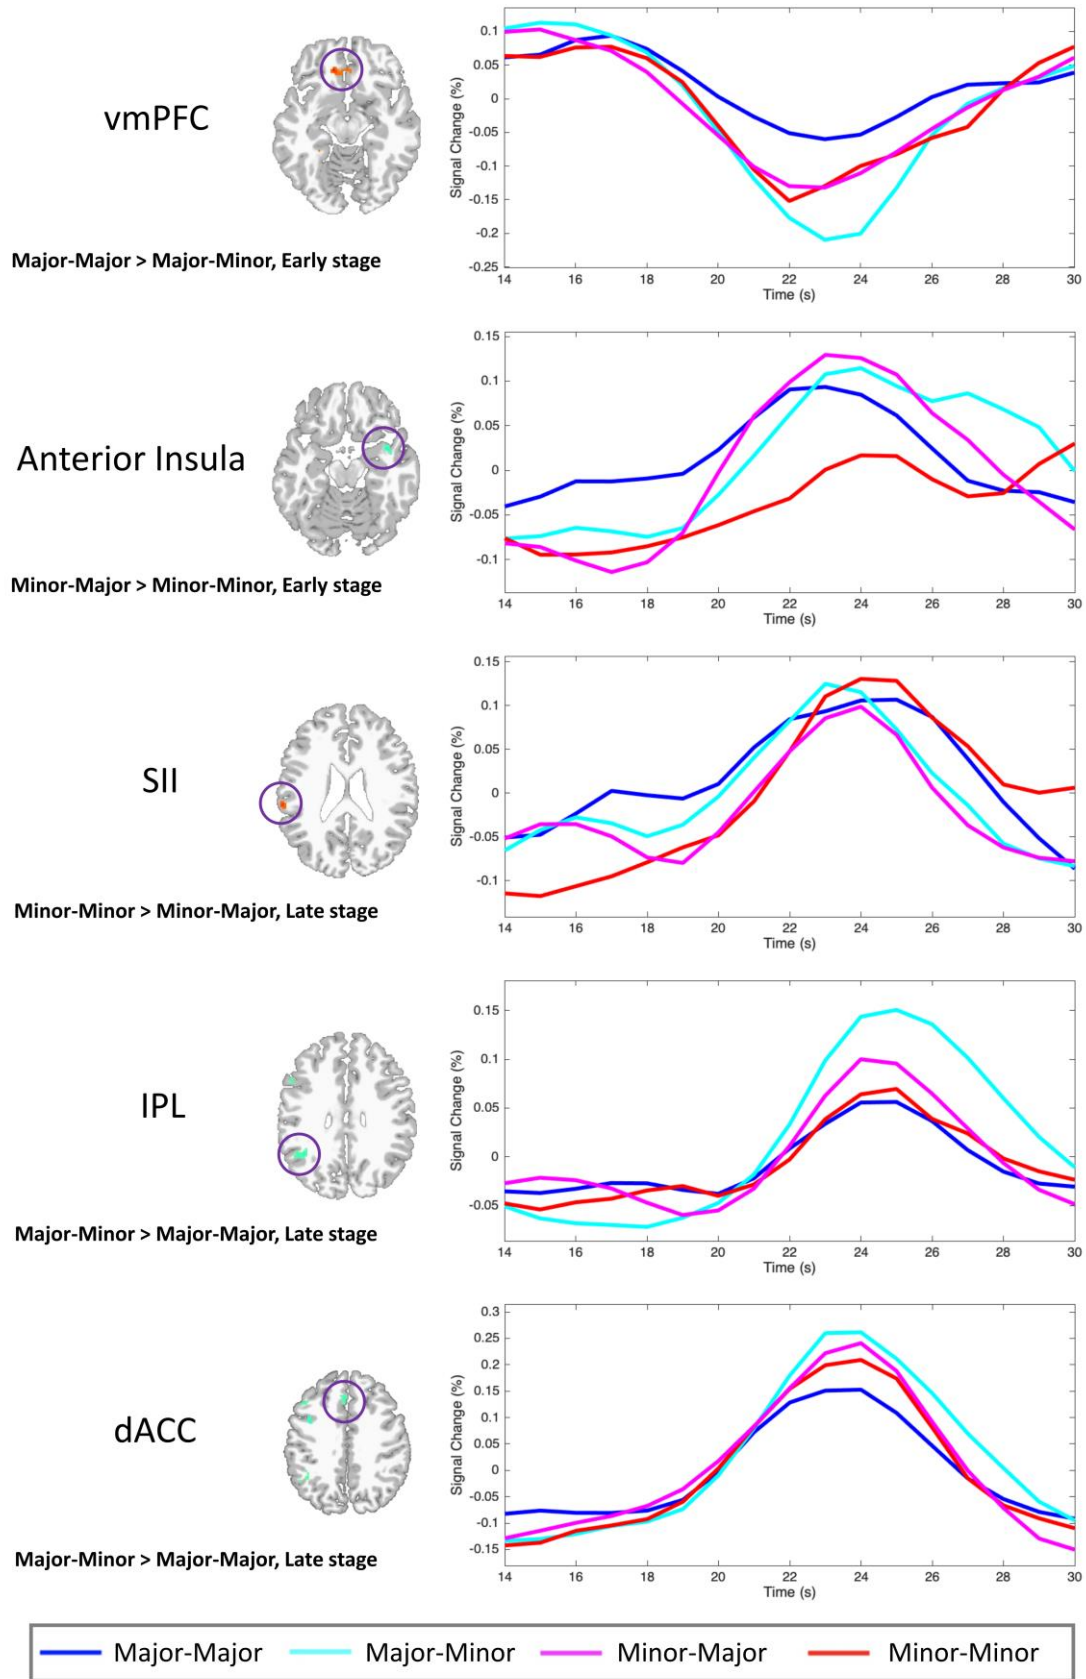 vmPFC
Major-Major > Major-Minor, Early stage
Signal Change (%)
0.1
0.05
0
-0.05
-0.1
-0.15
-0.2
-0.25
14 16 18 20 22 24 26 28 30
Time (s)
Anterior Insula
Minor-Major > Minor-Minor, Early stage
Signal Change (%)
0.15
0.1
0.05
0
-0.05
-0.1
14 16 18 20 22 24 26 28 30
Time (s)
SII
Minor-Minor > Minor-Major, Late stage
Signal Change (%)
0.15
0.1
0.05
0
-0.05
-0.1
14 16 18 20 22 24 26 28 30
Time (s)
IPL
Major-Minor > Major-Major, Late stage
Signal Change (%)
0.15
0.1
0.05
0
-0.05
14 16 18 20 22 24 26 28 30
Time (s)
dACC
Major-Minor > Major-Major, Late stage
Signal Change (%)
0.3
0.25
0.2
0.15
0.1
0.05
0
-0.05
-0.1
-0.15
14 16 18 20 22 24 26 28 30
Time (s)
Major-Major Major-Minor Minor-Major Minor-Minor